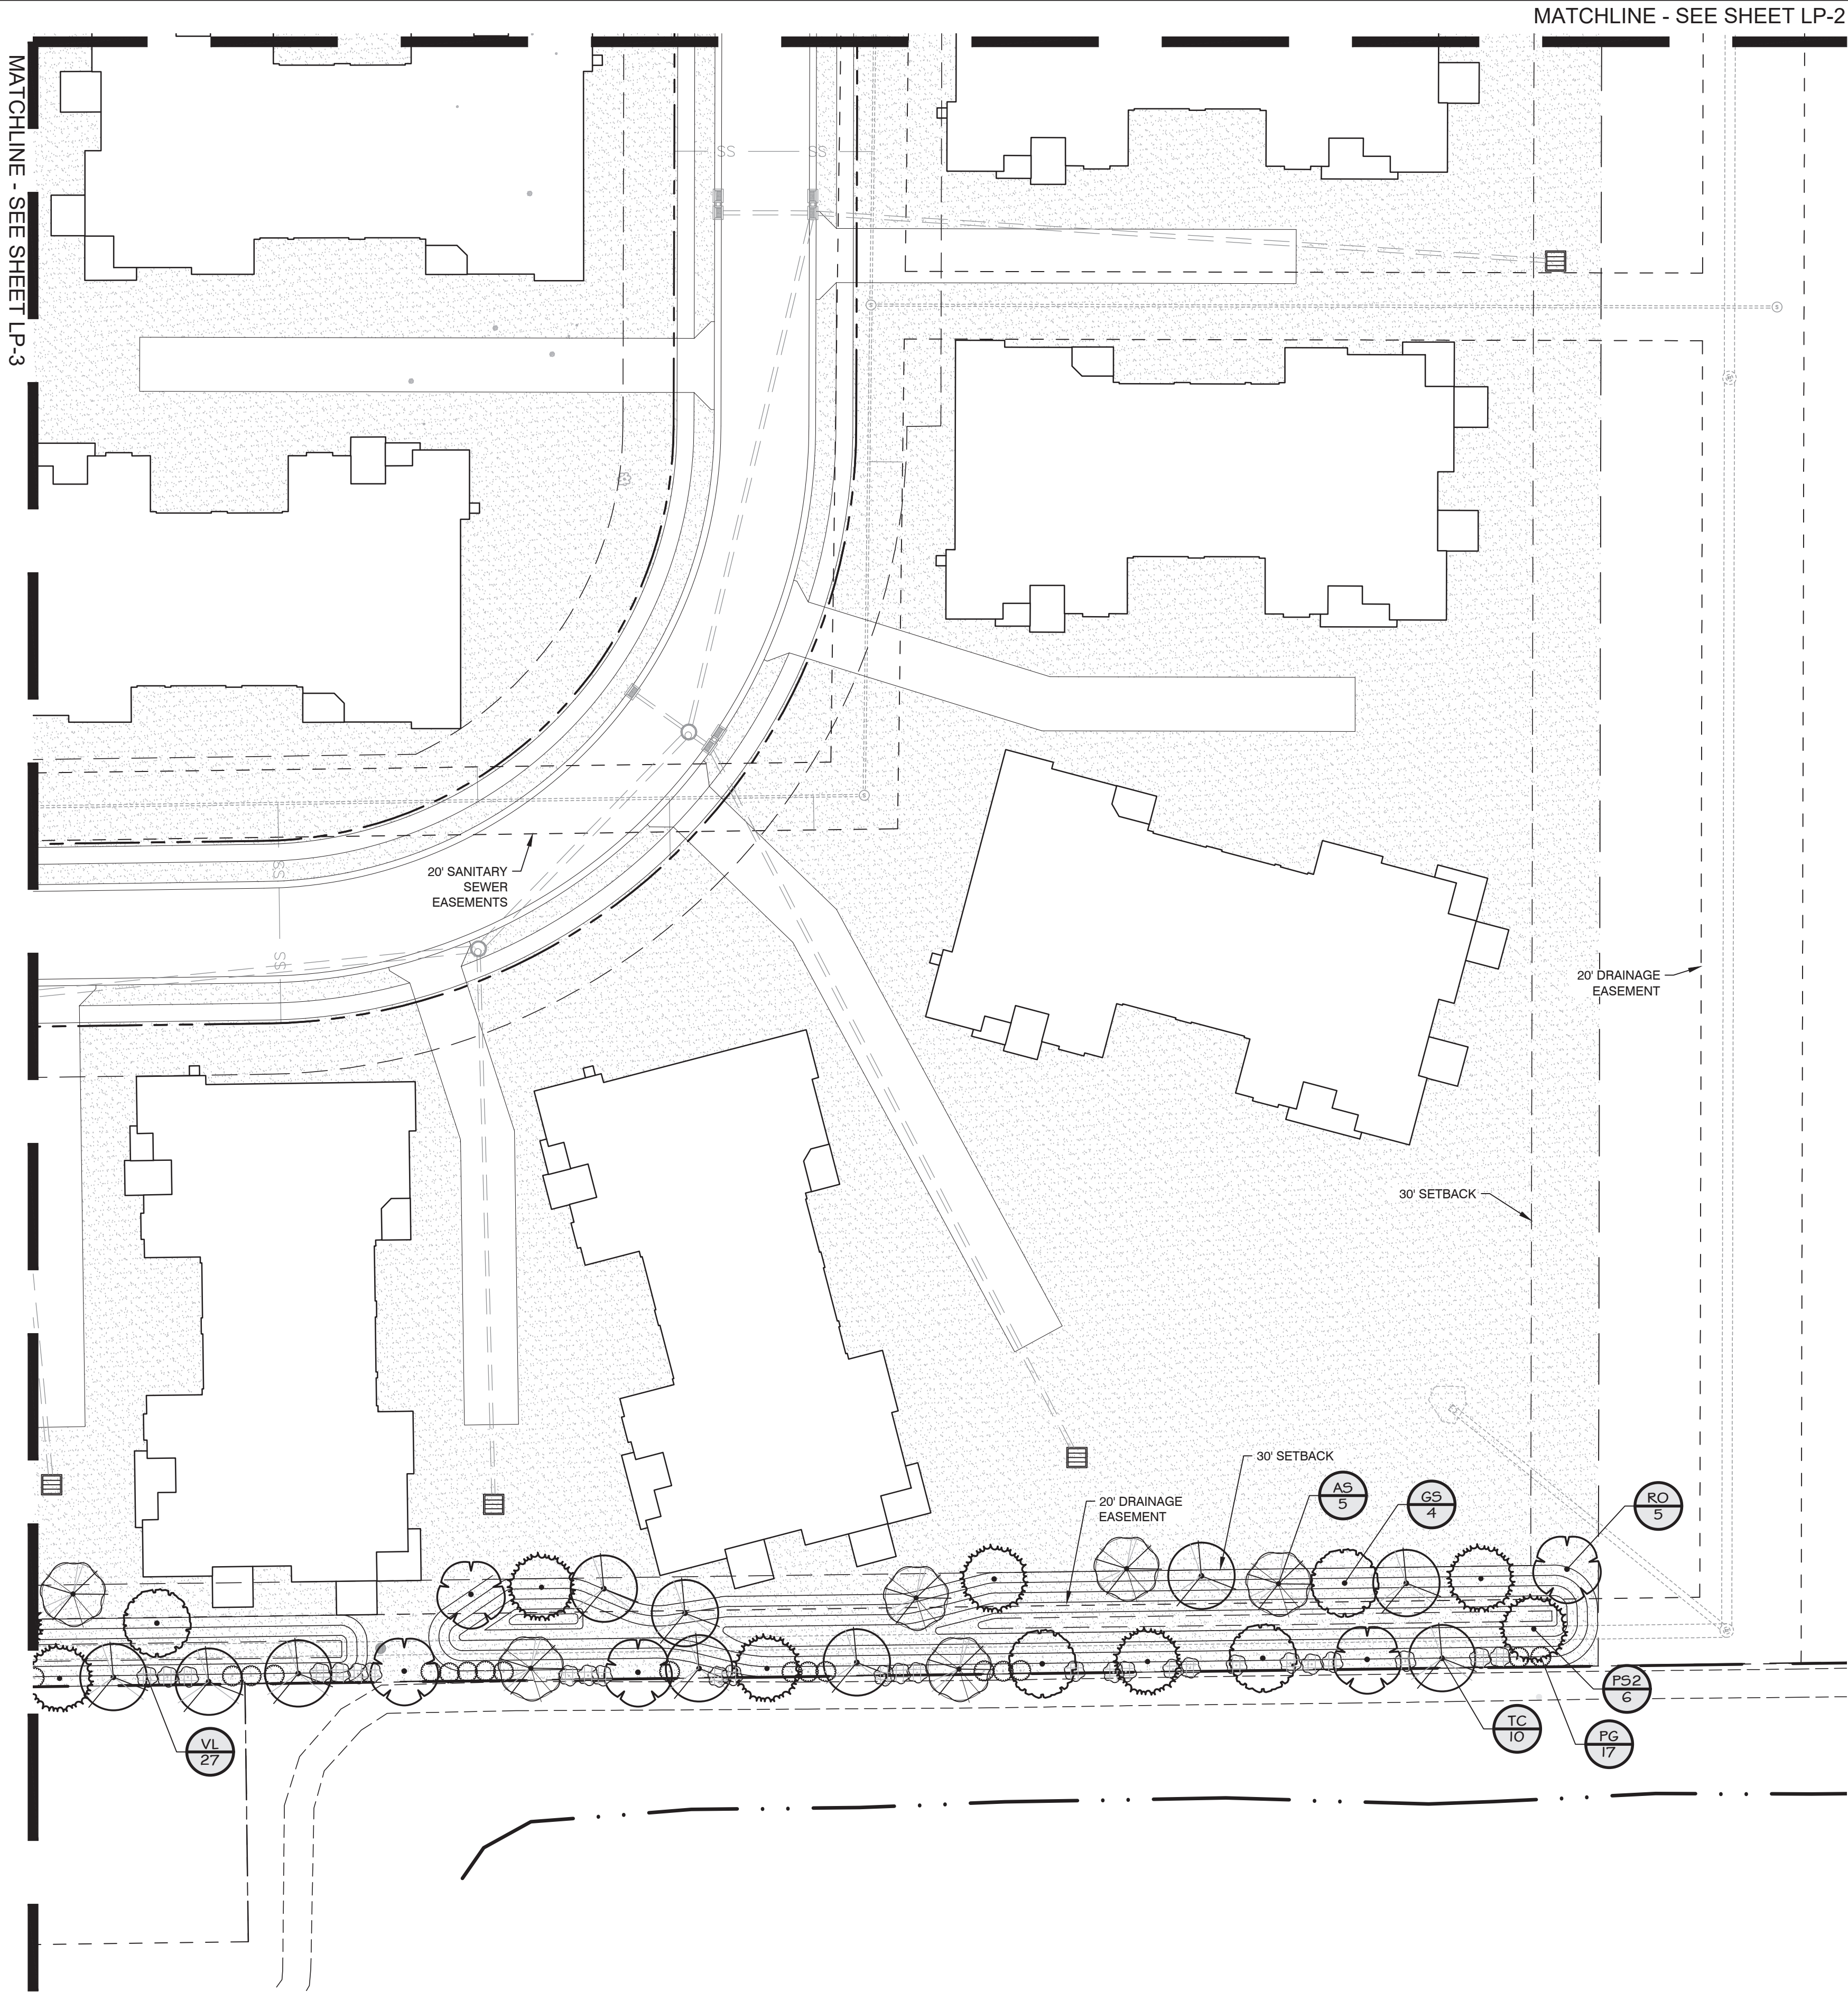 MATCHLINE - SEE SHEET LP-2
MATCHLINE - SEE SHEET LP-3
SS
SS
20' SANITARY
SEWER
EASEMENTS
SS
SS
20' DRAINAGE
EASEMENT
30' SETBACK
30' SETBACK
20' DRAINAGE
EASEMENT
AS
5
GS
4
RO
5
PS2
6
TC
10
PG
17
VL
27